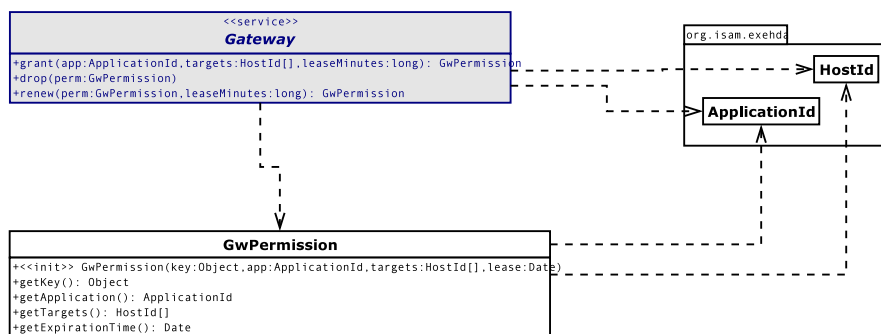 <<service>>
Gateway
+grant(app:ApplicationId,targets:HostId[],leaseMinutes:long): GwPermission
+drop(perm:GwPermission)
+renew(perm:GwPermission,leaseMinutes:long): GwPermission
org.isam.exehda
HostId
ApplicationId
GwPermission
+<<init>> GwPermission(key:Object,app:ApplicationId,targets:HostId[],lease:Date)
+getKey(): Object
+getApplication(): ApplicationId
+getTargets(): HostId[]
+getExpirationTime(): Date